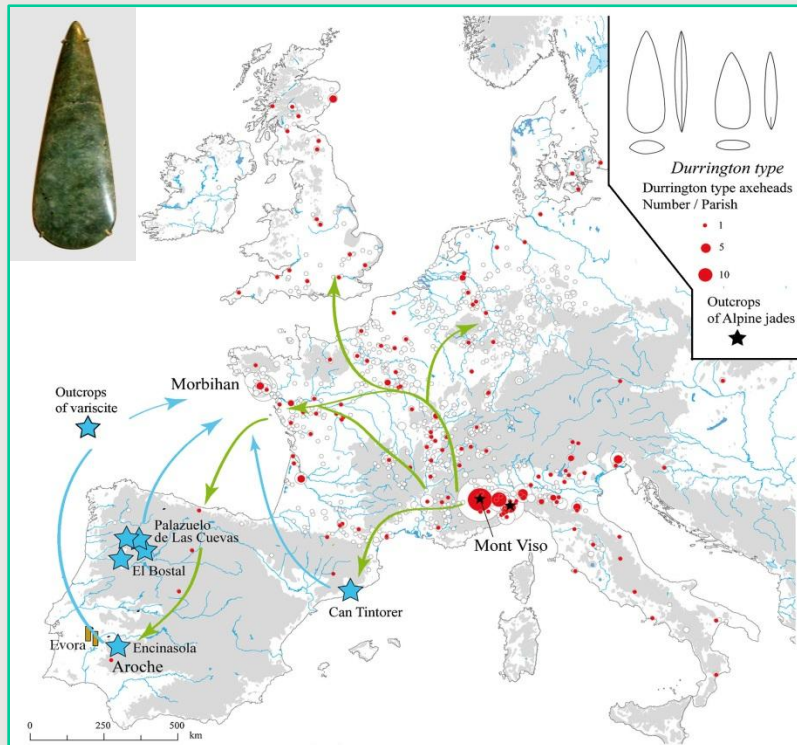 Durrington type
Durrington type axeheads
Number / Parish
1
5
10
Outcrops
of Alpine jades
Morbihan
Outcrops
of variscite
Palazuelo
de Las Cuevas
El Bostal
Mont Viso
Can Tintorer
Evora
Encinasola
Aroche
0 250 500
km